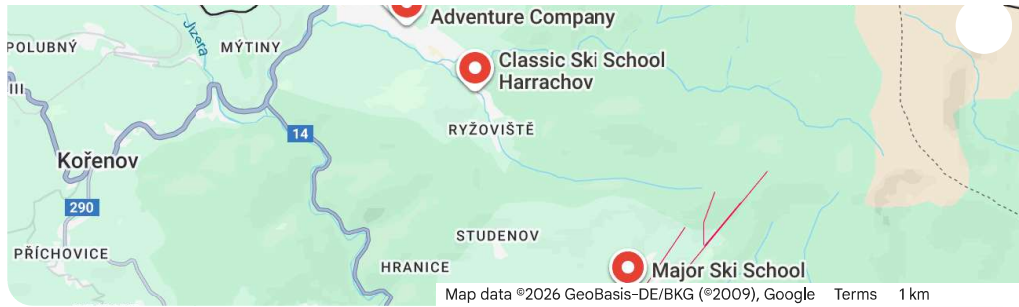 Adventure Company
Jizera
POLUBNÝ
MÝTINY
Classic Ski School
Harrachov
III
RYŽOVIŠTĚ
14
Kořenov
290
STUDENOV
PŘÍCHOVICE
HRANICE
Major Ski School
Map data ©2026 GeoBasis-DE/BKG (©2009), Google Terms 1 km